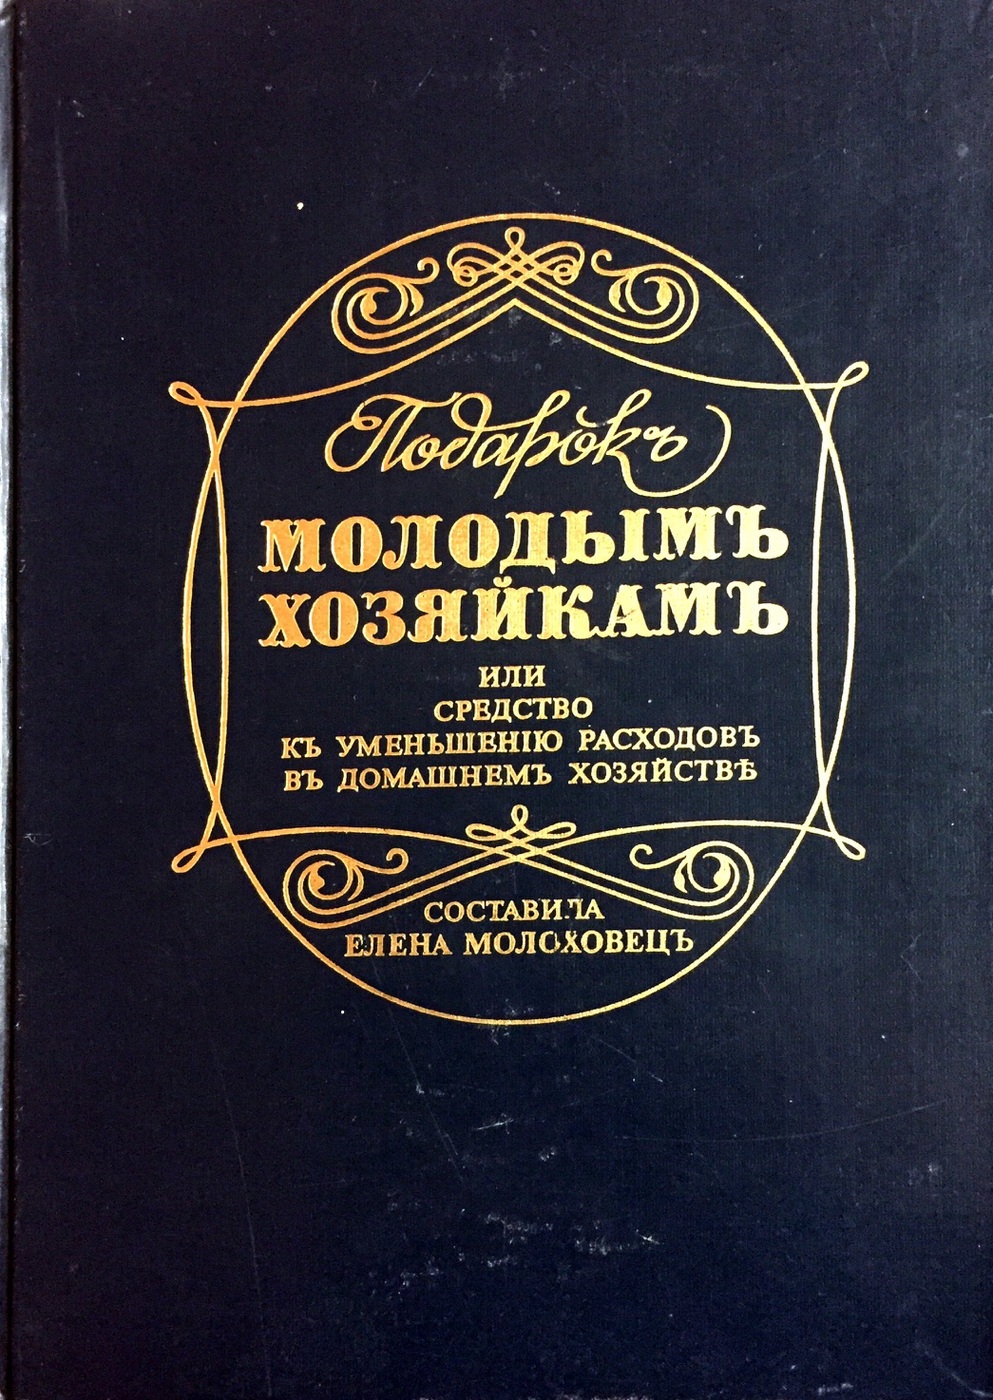 Подарокъ
МОЛОДЫМЪ
ХОЗЯЙКАМЪ
ИЛИ
СРЕДСТВО
КЪ УМЕНЬШЕНІЮ РАСХОДОВЪ
ВЪ ДОМАШНЕМЪ ХОЗЯЙСТВѢ
СОСТАВИЛА
ЕЛЕНА МОЛОХОВЕЦЪ